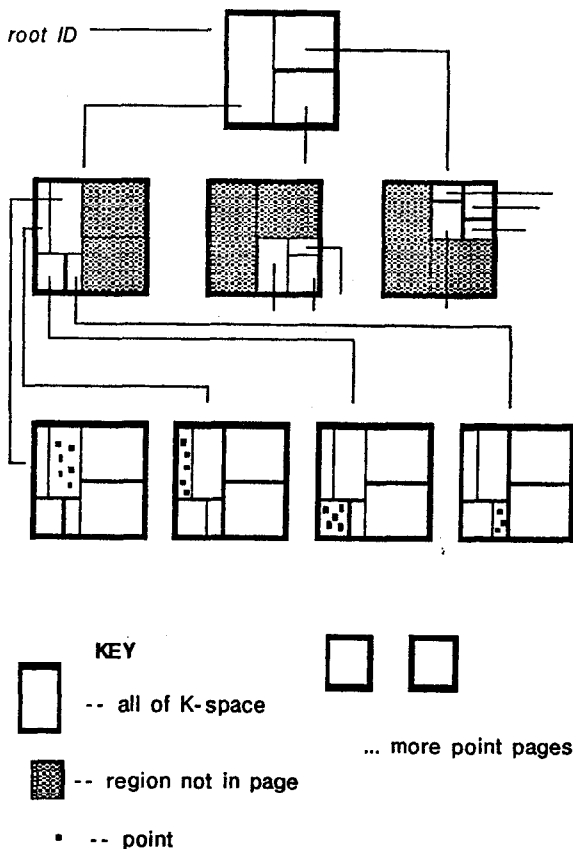 root ID
KEY
-- all of K-space
... more point pages
-- region not in page
-- point